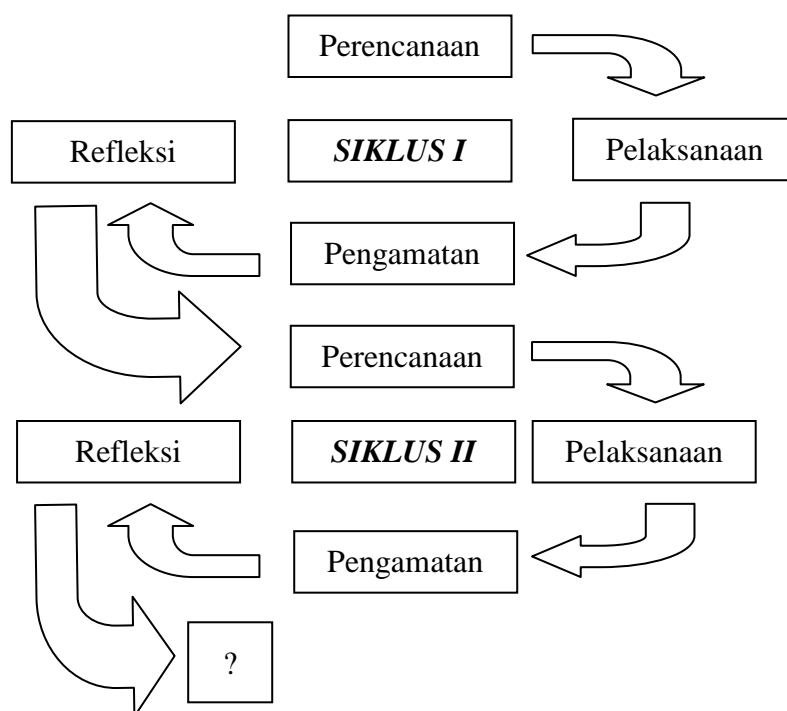 Perencanaan
Refleksi
SIKLUS I
Pelaksanaan
Pengamatan
Perencanaan
Refleksi
SIKLUS II
Pelaksanaan
Pengamatan
?